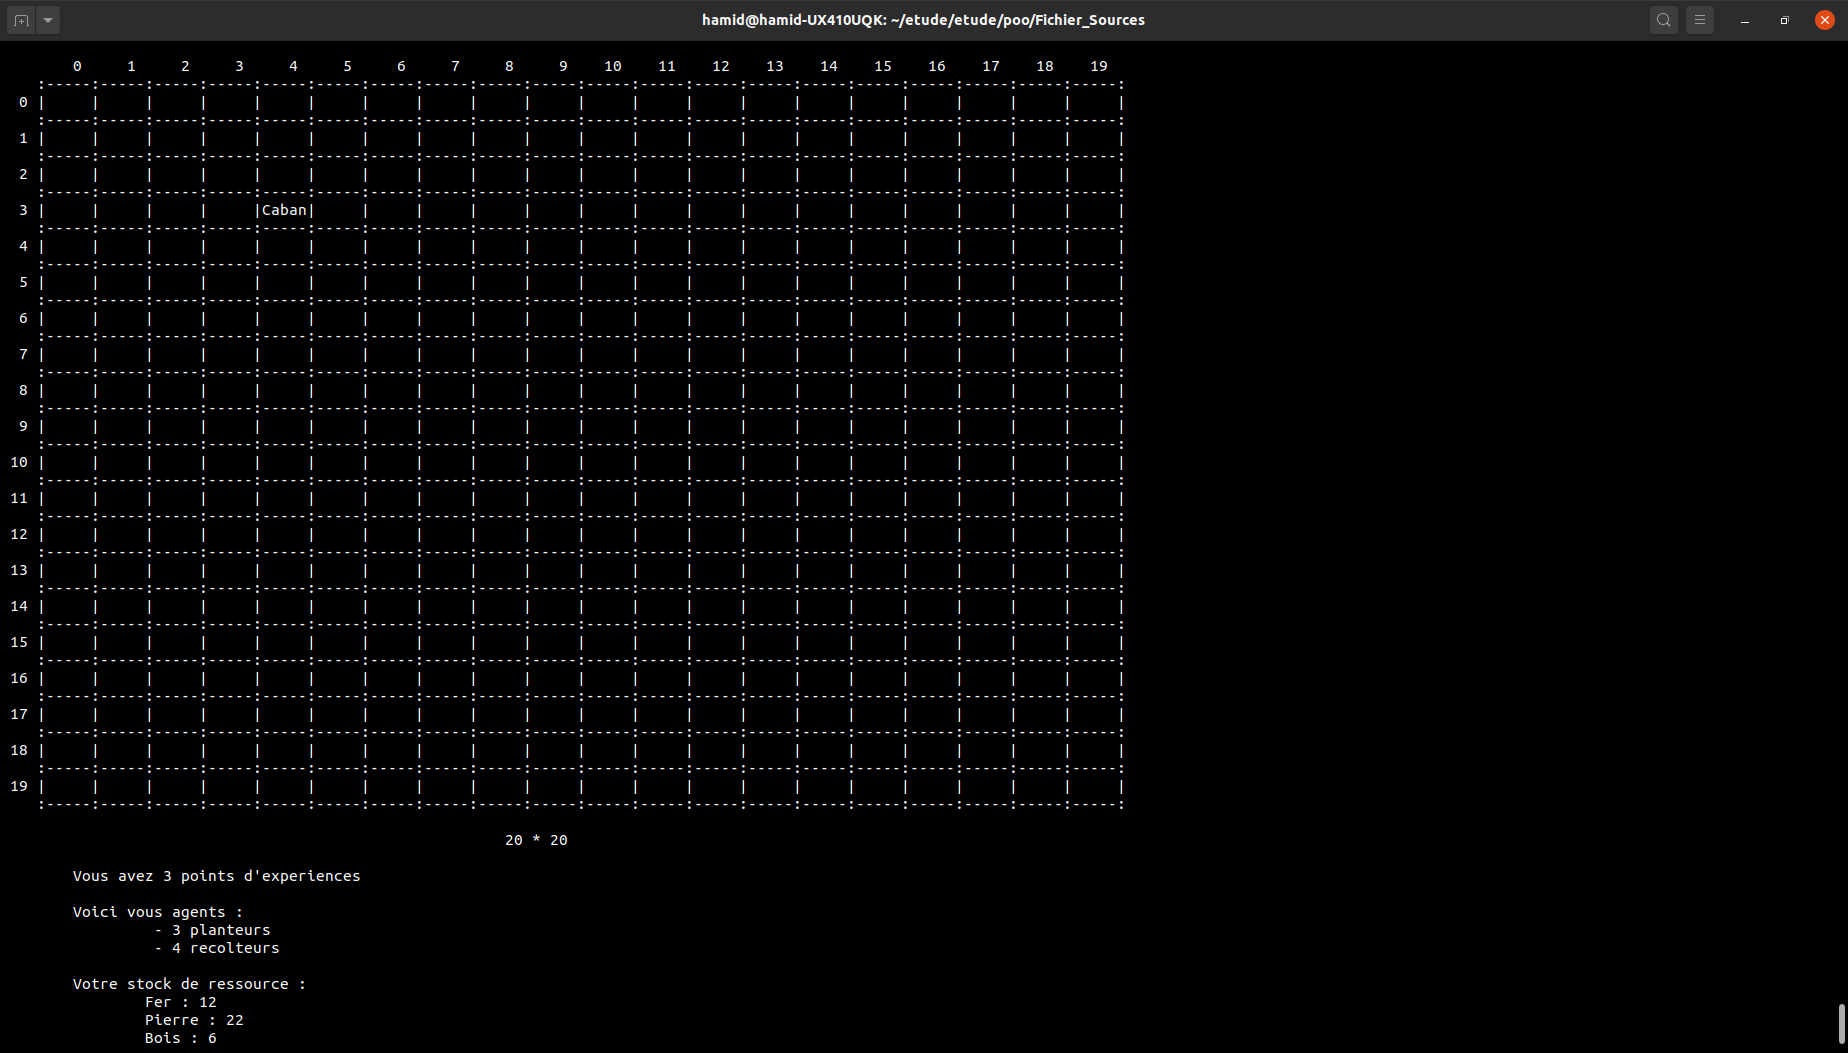 hamid@hamid-UX410UQK: ~/etude/etude/poo/Fichier_Sources
       0     1     2     3     4     5     6     7     8     9    10    11    12    13    14    15    16    17    18    19
    :-----:-----:-----:-----:-----:-----:-----:-----:-----:-----:-----:-----:-----:-----:-----:-----:-----:-----:-----:-----:
  0 |     |     |     |     |     |     |     |     |     |     |     |     |     |     |     |     |     |     |     |     |
    :-----:-----:-----:-----:-----:-----:-----:-----:-----:-----:-----:-----:-----:-----:-----:-----:-----:-----:-----:-----:
  1 |     |     |     |     |     |     |     |     |     |     |     |     |     |     |     |     |     |     |     |     |
    :-----:-----:-----:-----:-----:-----:-----:-----:-----:-----:-----:-----:-----:-----:-----:-----:-----:-----:-----:-----:
  2 |     |     |     |     |     |     |     |     |     |     |     |     |     |     |     |     |     |     |     |     |
    :-----:-----:-----:-----:-----:-----:-----:-----:-----:-----:-----:-----:-----:-----:-----:-----:-----:-----:-----:-----:
  3 |     |     |     |     |Caban|     |     |     |     |     |     |     |     |     |     |     |     |     |     |     |
    :-----:-----:-----:-----:-----:-----:-----:-----:-----:-----:-----:-----:-----:-----:-----:-----:-----:-----:-----:-----:
  4 |     |     |     |     |     |     |     |     |     |     |     |     |     |     |     |     |     |     |     |     |
    :-----:-----:-----:-----:-----:-----:-----:-----:-----:-----:-----:-----:-----:-----:-----:-----:-----:-----:-----:-----:
  5 |     |     |     |     |     |     |     |     |     |     |     |     |     |     |     |     |     |     |     |     |
    :-----:-----:-----:-----:-----:-----:-----:-----:-----:-----:-----:-----:-----:-----:-----:-----:-----:-----:-----:-----:
  6 |     |     |     |     |     |     |     |     |     |     |     |     |     |     |     |     |     |     |     |     |
    :-----:-----:-----:-----:-----:-----:-----:-----:-----:-----:-----:-----:-----:-----:-----:-----:-----:-----:-----:-----:
  7 |     |     |     |     |     |     |     |     |     |     |     |     |     |     |     |     |     |     |     |     |
    :-----:-----:-----:-----:-----:-----:-----:-----:-----:-----:-----:-----:-----:-----:-----:-----:-----:-----:-----:-----:
  8 |     |     |     |     |     |     |     |     |     |     |     |     |     |     |     |     |     |     |     |     |
    :-----:-----:-----:-----:-----:-----:-----:-----:-----:-----:-----:-----:-----:-----:-----:-----:-----:-----:-----:-----:
  9 |     |     |     |     |     |     |     |     |     |     |     |     |     |     |     |     |     |     |     |     |
    :-----:-----:-----:-----:-----:-----:-----:-----:-----:-----:-----:-----:-----:-----:-----:-----:-----:-----:-----:-----:
 10 |     |     |     |     |     |     |     |     |     |     |     |     |     |     |     |     |     |     |     |     |
    :-----:-----:-----:-----:-----:-----:-----:-----:-----:-----:-----:-----:-----:-----:-----:-----:-----:-----:-----:-----:
 11 |     |     |     |     |     |     |     |     |     |     |     |     |     |     |     |     |     |     |     |     |
    :-----:-----:-----:-----:-----:-----:-----:-----:-----:-----:-----:-----:-----:-----:-----:-----:-----:-----:-----:-----:
 12 |     |     |     |     |     |     |     |     |     |     |     |     |     |     |     |     |     |     |     |     |
    :-----:-----:-----:-----:-----:-----:-----:-----:-----:-----:-----:-----:-----:-----:-----:-----:-----:-----:-----:-----:
 13 |     |     |     |     |     |     |     |     |     |     |     |     |     |     |     |     |     |     |     |     |
    :-----:-----:-----:-----:-----:-----:-----:-----:-----:-----:-----:-----:-----:-----:-----:-----:-----:-----:-----:-----:
 14 |     |     |     |     |     |     |     |     |     |     |     |     |     |     |     |     |     |     |     |     |
    :-----:-----:-----:-----:-----:-----:-----:-----:-----:-----:-----:-----:-----:-----:-----:-----:-----:-----:-----:-----:
 15 |     |     |     |     |     |     |     |     |     |     |     |     |     |     |     |     |     |     |     |     |
    :-----:-----:-----:-----:-----:-----:-----:-----:-----:-----:-----:-----:-----:-----:-----:-----:-----:-----:-----:-----:
 16 |     |     |     |     |     |     |     |     |     |     |     |     |     |     |     |     |     |     |     |     |
    :-----:-----:-----:-----:-----:-----:-----:-----:-----:-----:-----:-----:-----:-----:-----:-----:-----:-----:-----:-----:
 17 |     |     |     |     |     |     |     |     |     |     |     |     |     |     |     |     |     |     |     |     |
    :-----:-----:-----:-----:-----:-----:-----:-----:-----:-----:-----:-----:-----:-----:-----:-----:-----:-----:-----:-----:
 18 |     |     |     |     |     |     |     |     |     |     |     |     |     |     |     |     |     |     |     |     |
    :-----:-----:-----:-----:-----:-----:-----:-----:-----:-----:-----:-----:-----:-----:-----:-----:-----:-----:-----:-----:
 19 |     |     |     |     |     |     |     |     |     |     |     |     |     |     |     |     |     |     |     |     |
    :-----:-----:-----:-----:-----:-----:-----:-----:-----:-----:-----:-----:-----:-----:-----:-----:-----:-----:-----:-----:
20 * 20
Vous avez 3 points d'experiences
Voici vous agents :
- 3 planteurs
- 4 recolteurs
Votre stock de ressource :
Fer : 12
Pierre : 22
Bois : 6